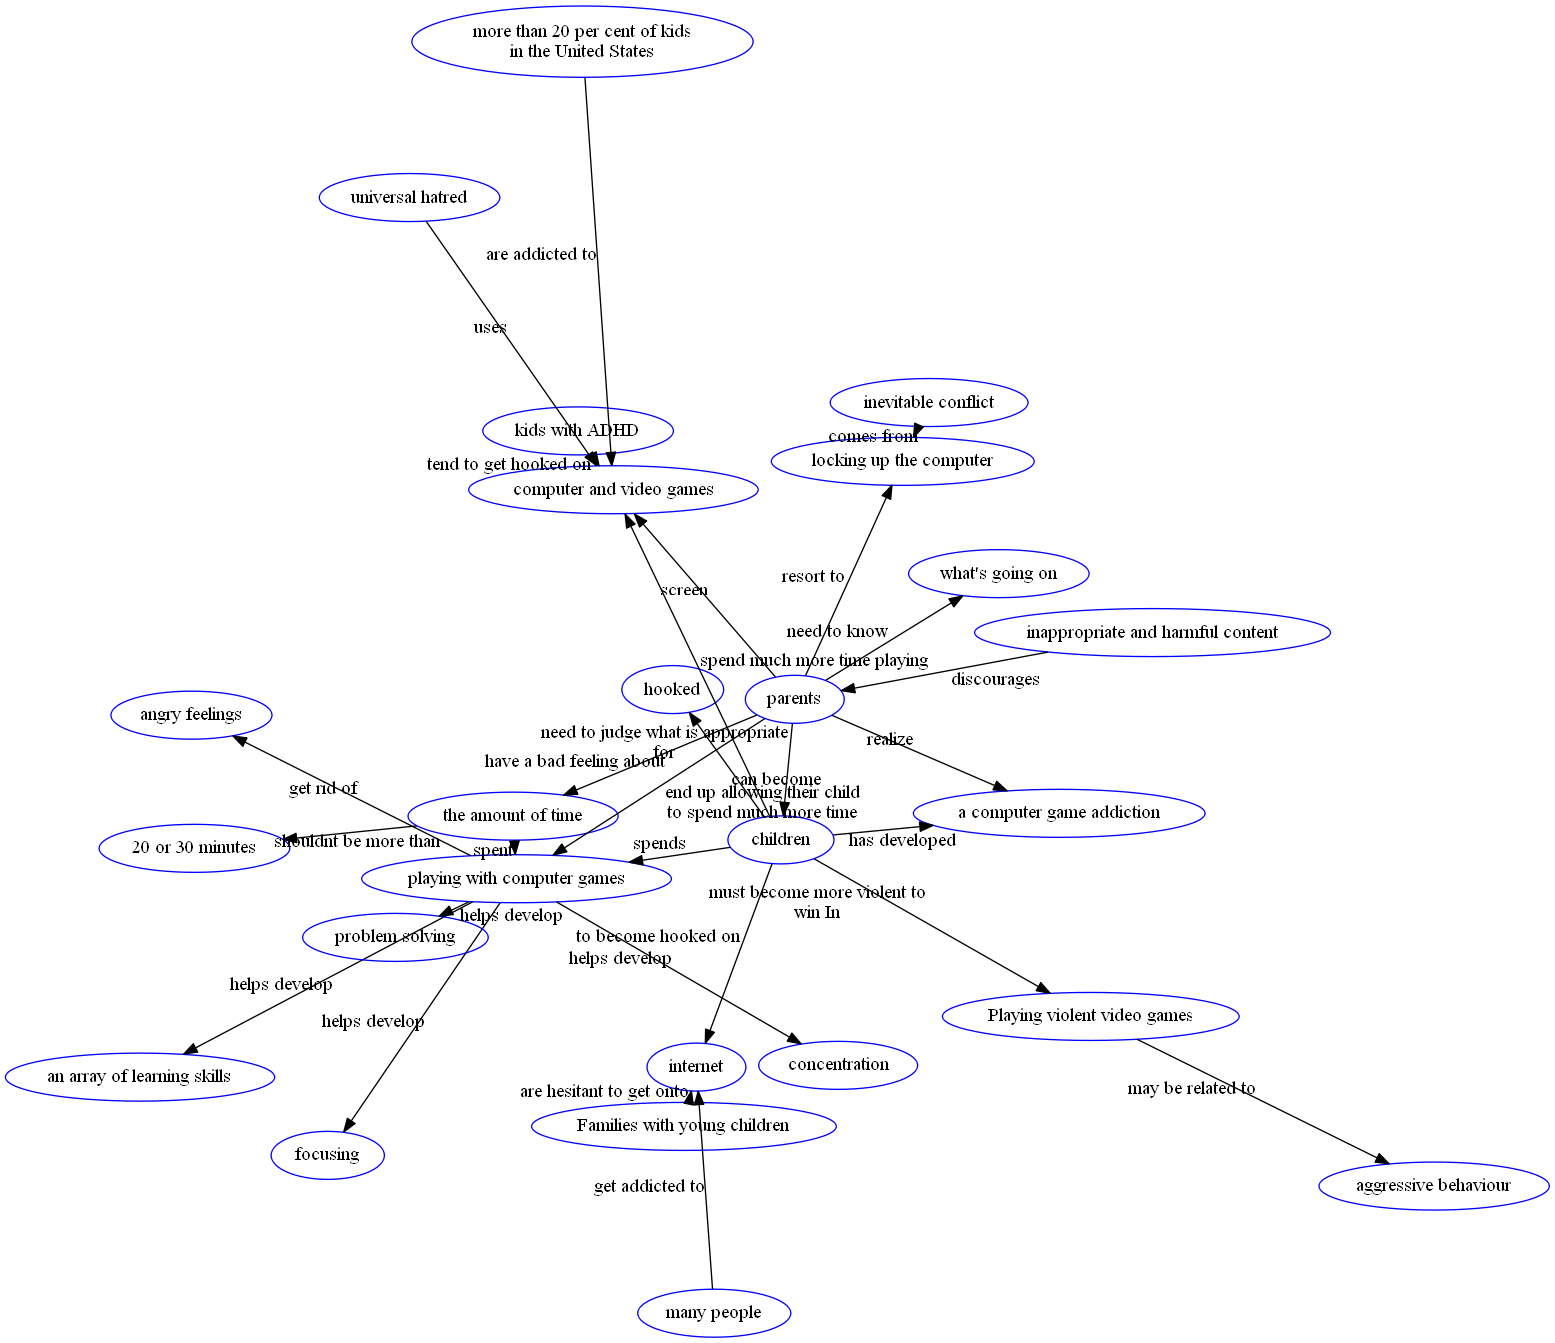 more than 20 per cent of kids
in the United States
universal hatred
are addicted to
uses
inevitable conflict
kids with ADHD
comes from
locking up the computer
tend to get hooked on
computer and video games
what's going on
resort to
screen
need to know
inappropriate and harmful content
spend much more time playing
discourages
hooked
parents
angry feelings
need to judge what is appropriate
for
realize
have a bad feeling about
can become
get rid of
end up allowing their child
to spend much more time
the amount of time
a computer game addiction
shouldnt be more than
20 or 30 minutes
spent
spends
children
has developed
playing with computer games
must become more violent to
win In
helps develop
problem solving
to become hooked on
helps develop
helps develop
helps develop
Playing violent video games
internet
concentration
an array of learning skills
are hesitant to get onto
may be related to
Families with young children
focusing
get addicted to
aggressive behaviour
many people